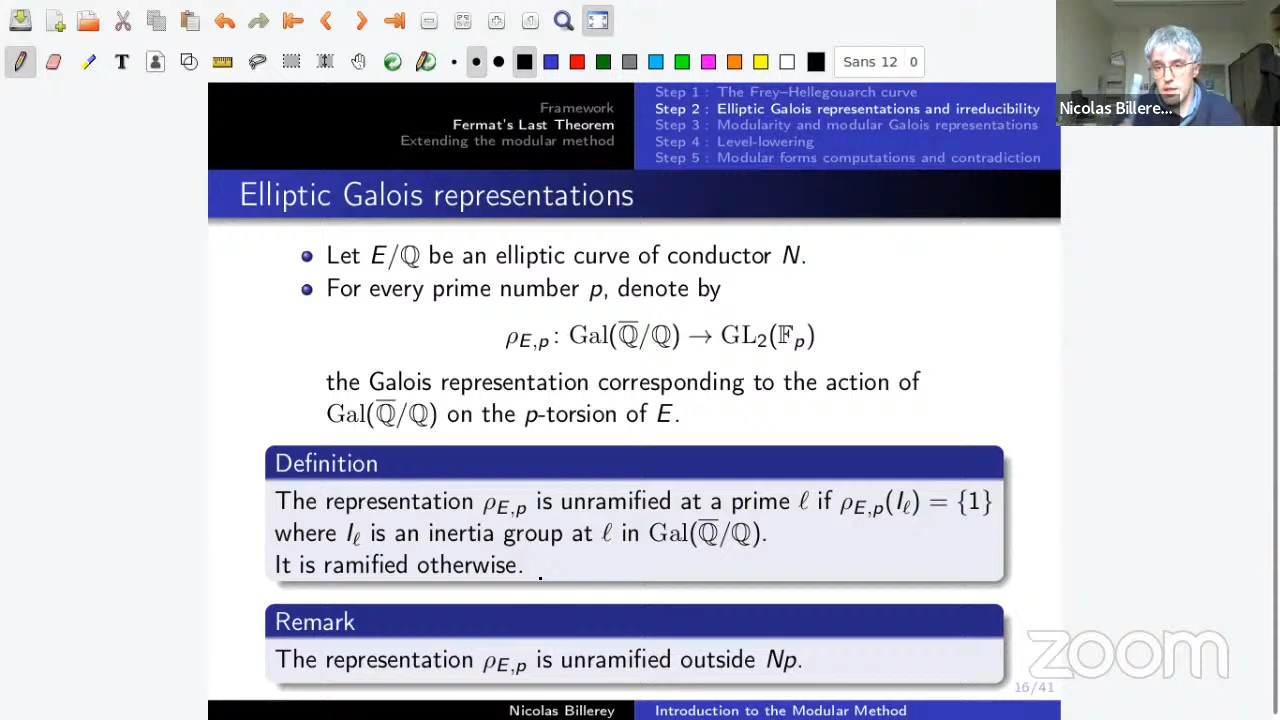 Sans 12 0
Nicolas Billere...
Framework
Fermat's Last Theorem
Extending the modular method
Step 1 : The Frey–Hellegouarch curve
Step 2 : Elliptic Galois representations and irreducibility
Step 3 : Modularity and modular Galois representations
Step 4 : Level-lowering
Step 5 : Modular forms computations and contradiction
Elliptic Galois representations
Let E/ℚ be an elliptic curve of conductor N.
For every prime number p, denote by
ρ_{E,p} : Gal(ℚ̅/ℚ) → GL₂(𝔽_p)
the Galois representation corresponding to the action of
Gal(ℚ̅/ℚ) on the p-torsion of E.
Definition
The representation ρ_{E,p} is unramified at a prime ℓ if ρ_{E,p}(I_ℓ) = {1}
where I_ℓ is an inertia group at ℓ in Gal(ℚ̅/ℚ).
It is ramified otherwise.
Remark
The representation ρ_{E,p} is unramified outside Np.
zoom
16/41
Nicolas Billerey
Introduction to the Modular Method